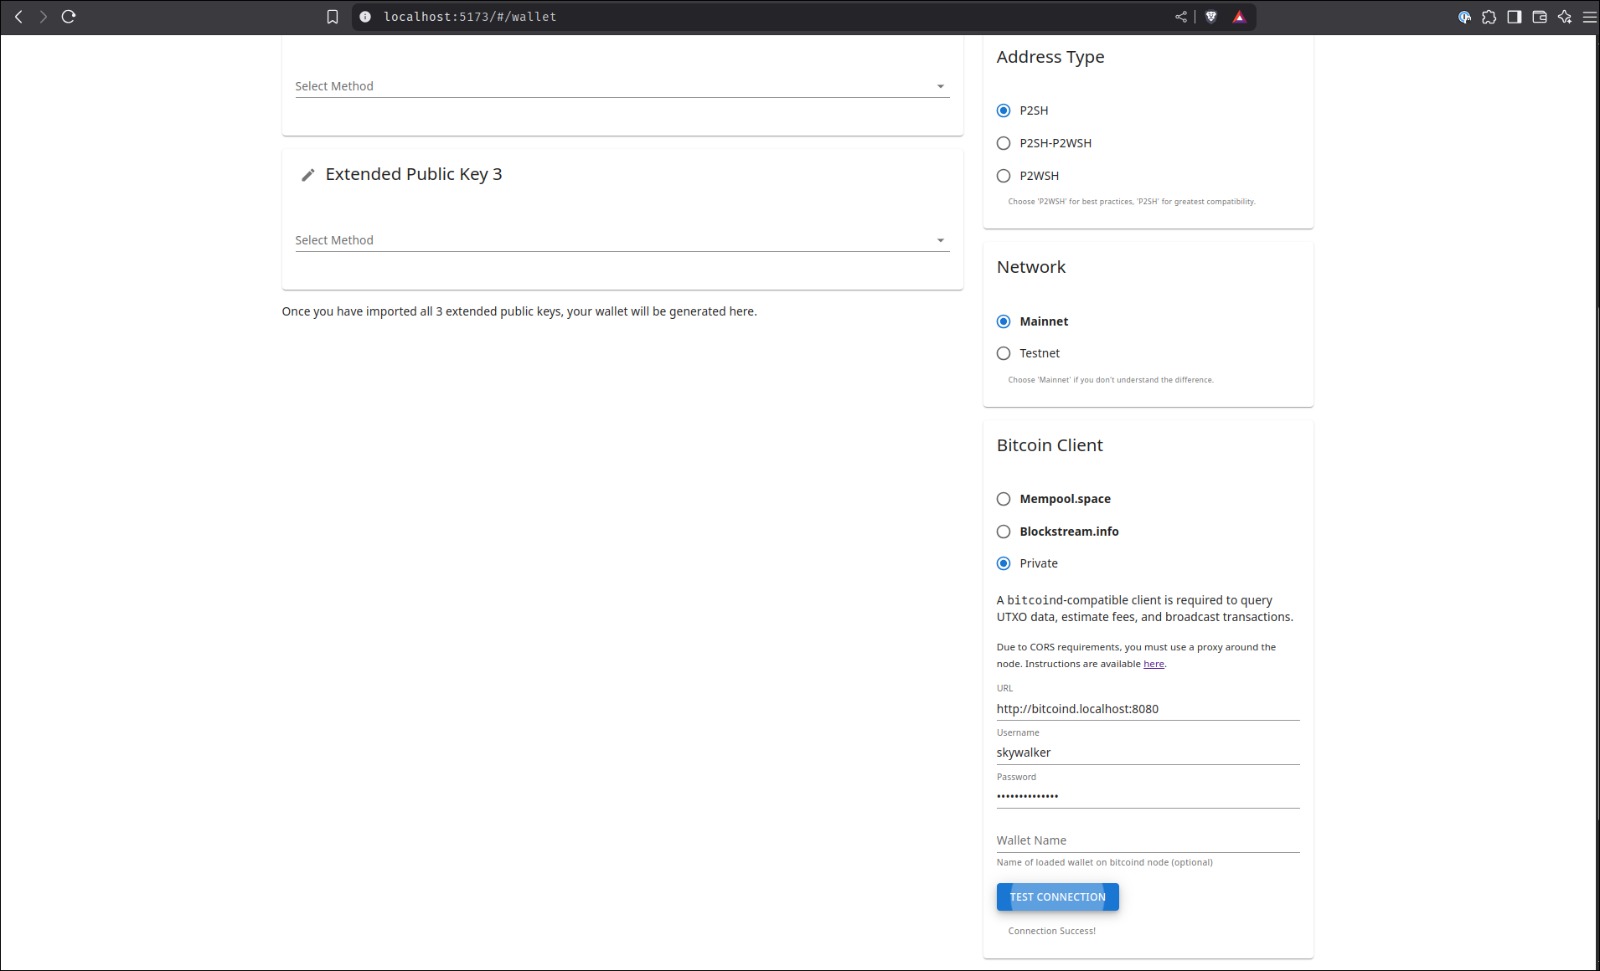 localhost:5173/#/wallet
Select Method
Extended Public Key 3
Select Method
Once you have imported all 3 extended public keys, your wallet will be generated here.
Address Type
P2SH
P2SH-P2WSH
P2WSH
Choose 'P2WSH' for best practices, 'P2SH' for greatest compatibility.
Network
Mainnet
Testnet
Choose 'Mainnet' if you don't understand the difference.
Bitcoin Client
Mempool.space
Blockstream.info
Private
A bitcoind-compatible client is required to query
UTXO data, estimate fees, and broadcast transactions.
Due to CORS requirements, you must use a proxy around the
node. Instructions are available here.
URL
http://bitcoind.localhost:8080
Username
skywalker
Password
••••••••••••••
Wallet Name
Name of loaded wallet on bitcoind node (optional)
TEST CONNECTION
Connection Success!